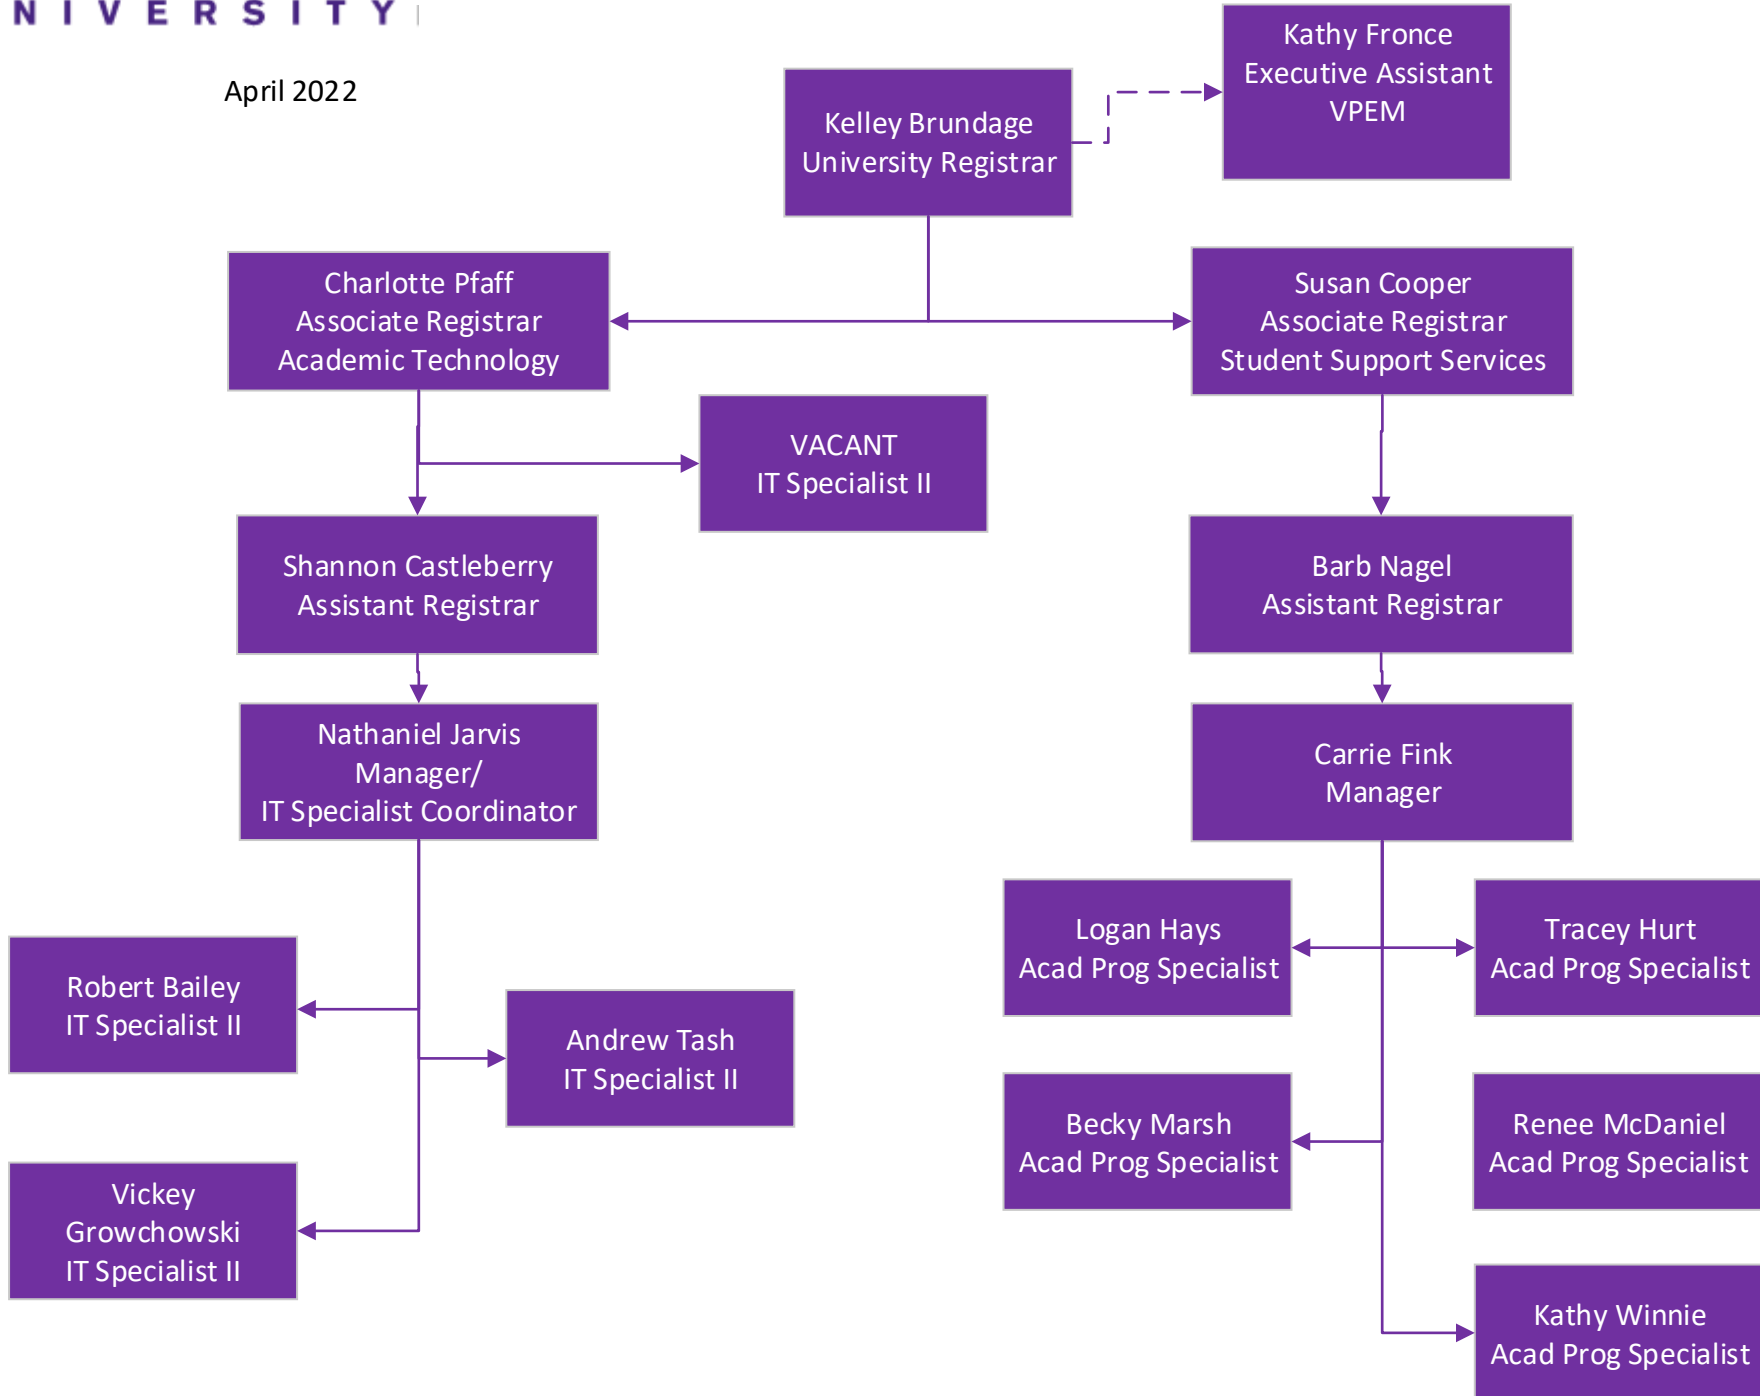 NIVERSITY
April 2022
Kathy Fronce
Executive Assistant
VPEM
Kelley Brundage
University Registrar
Charlotte Pfaff
Associate Registrar
Academic Technology
Susan Cooper
Associate Registrar
Student Support Services
VACANT
IT Specialist II
Shannon Castleberry
Assistant Registrar
Barb Nagel
Assistant Registrar
Nathaniel Jarvis
Manager/
IT Specialist Coordinator
Carrie Fink
Manager
Logan Hays
Acad Prog Specialist
Tracey Hurt
Acad Prog Specialist
Robert Bailey
IT Specialist II
Andrew Tash
IT Specialist II
Becky Marsh
Acad Prog Specialist
Renee McDaniel
Acad Prog Specialist
Vickey
Growchowski
IT Specialist II
Kathy Winnie
Acad Prog Specialist